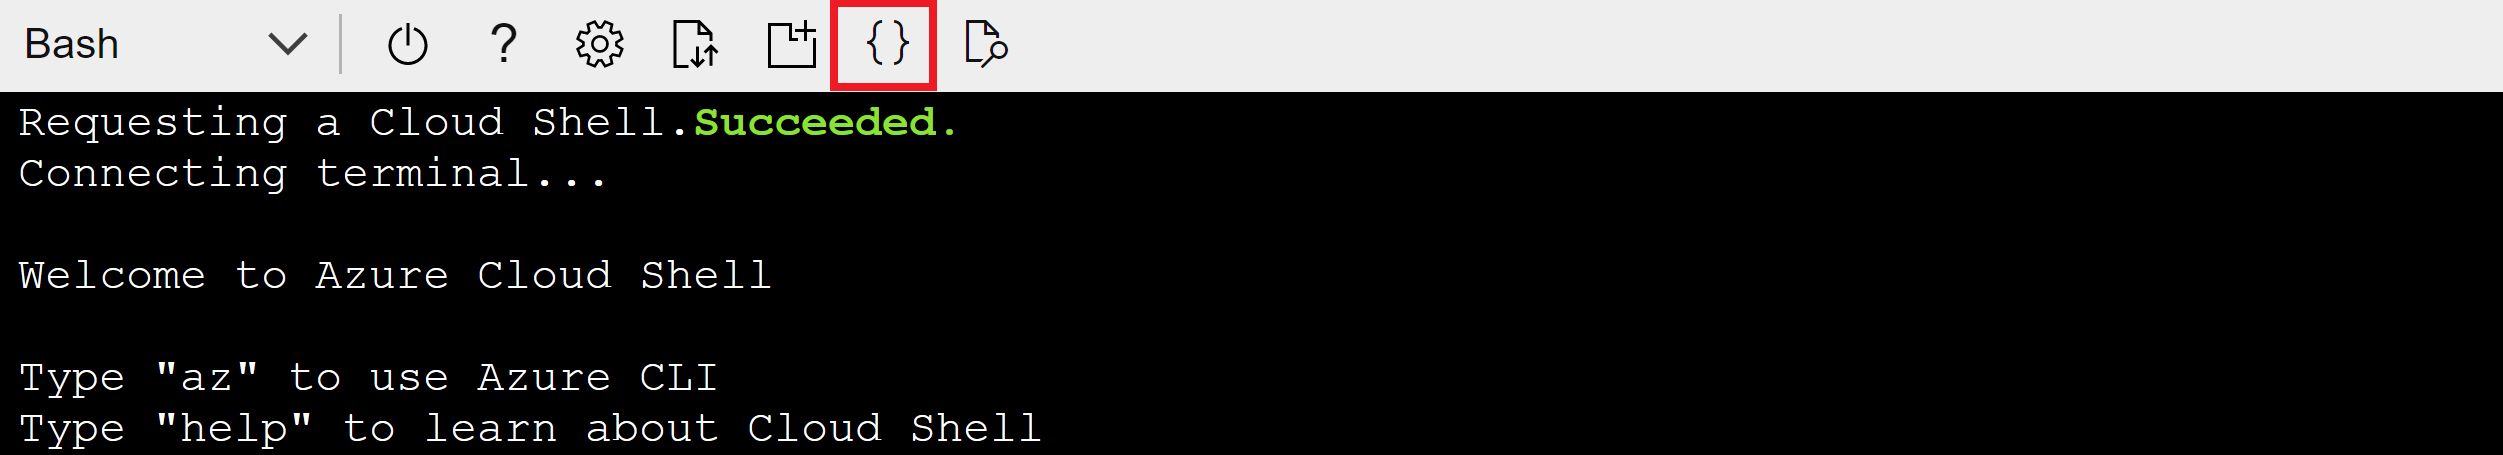 Bash
Requesting a Cloud Shell.Succeeded.
Connecting terminal...
Welcome to Azure Cloud Shell
Type "az" to use Azure CLI
Type "help" to learn about Cloud Shell